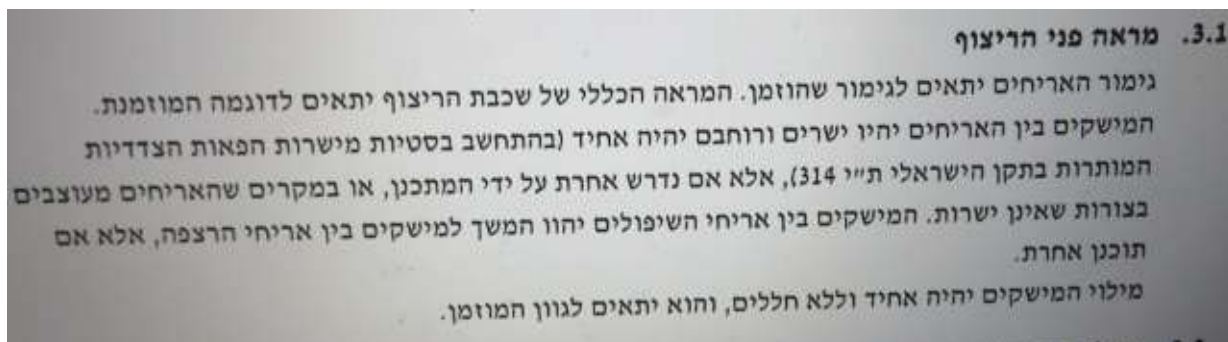 3.1. מראה פני הריצוף
גימור האריחים יתאים לגימור שהוזמן. המראה הכללי של שכבת הריצוף יתאים לדוגמה המוזמנת.
המישקים בין האריחים יהיו ישרים ורוחבם יהיה אחיד (בהתחשב בסטיות מישרות הפאות הצדדיות
המותרות בתקן הישראלי ת״י 314), אלא אם נדרש אחרת על ידי המתכנן, או במקרים שהאריחים מעוצבים
בצורות שאינן ישרות. המישקים בין אריחי השיפולים יהוו המשך למישקים בין אריחי הרצפה, אלא אם
תוכנן אחרת.
מילוי המישקים יהיה אחיד וללא חללים, והוא יתאים לגוון המוזמן.